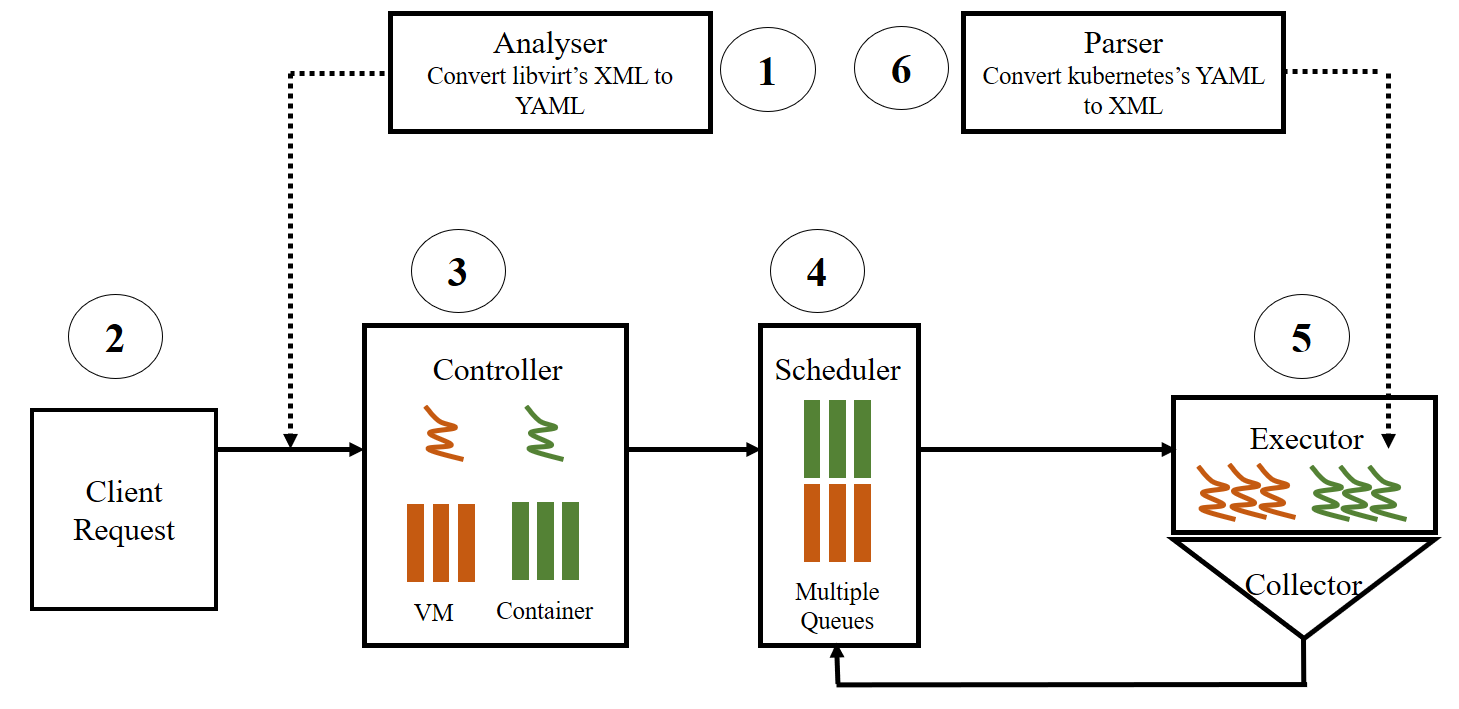 Analyser
Convert libvirt's XML to
YAML
1
6
Parser
Convert kubernetes's YAML
to XML
2
Client
Request
3
Controller
VM
Container
4
Scheduler
Multiple
Queues
5
Executor
Collector